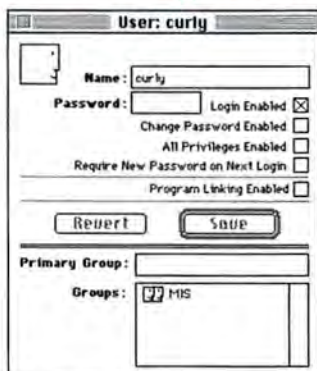 User: curly
Name: curly
Password: Login Enabled
Change Password Enabled
All Privileges Enabled
Require New Password on Next Login
Program Linking Enabled
Revert Save
Primary Group:
Groups: MIS